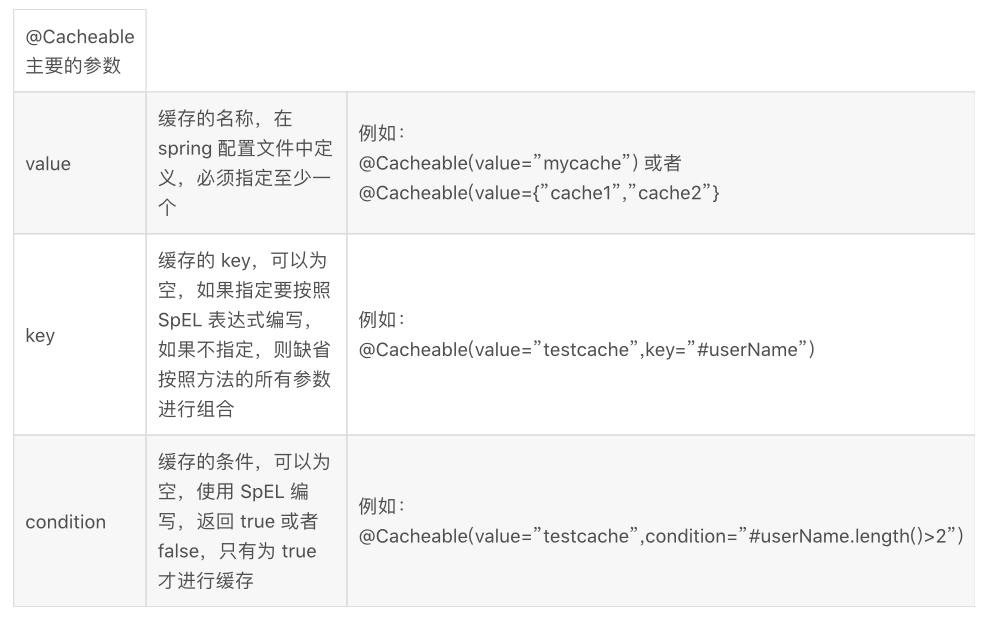 @Cacheable
主要的参数
value
缓存的名称，在
spring 配置文件中定
义，必须指定至少一
个
例如：
@Cacheable(value=”mycache”) 或者
@Cacheable(value={”cache1”,”cache2”}
key
缓存的 key，可以为
空，如果指定要按照
SpEL 表达式编写，
如果不指定，则缺省
按照方法的所有参数
进行组合
例如：
@Cacheable(value=”testcache”,key=”#userName”)
condition
缓存的条件，可以为
空，使用 SpEL 编
写，返回 true 或者
false，只有为 true
才进行缓存
例如：
@Cacheable(value=”testcache”,condition=”#userName.length()>2”)